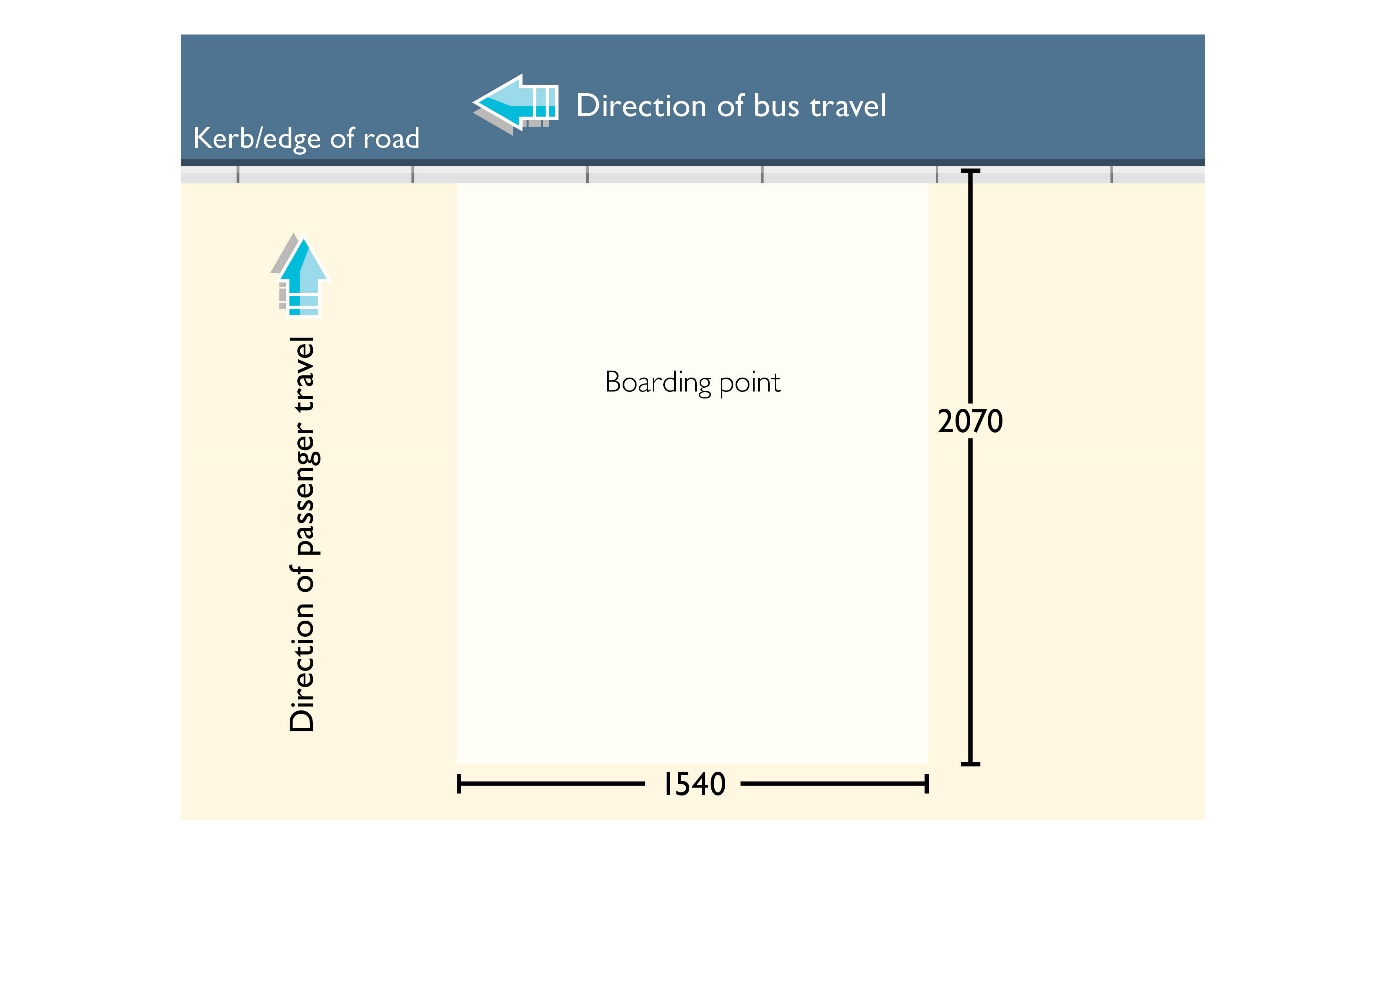 Direction of bus travel
Kerb/edge of road
Direction of passenger travel
Boarding point
2070
1540